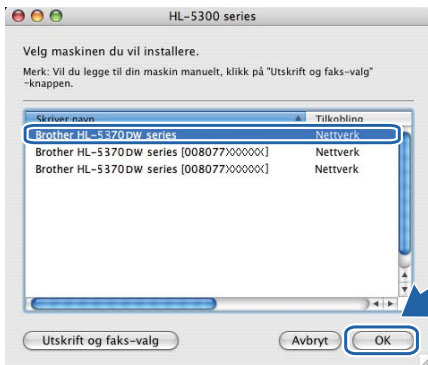 HL-5300 series
Velg maskinen du vil installere.
Merk: Vil du legge til din maskin manuelt, klikk på "Utskrift og faks-valg"
-knappen.
Skriver navn Tilkobling
Brother HL-5370DW series Nettverk
Brother HL-5370DW series [008077XXXXXX] Nettverk
Brother HL-5370DW series [008077XXXXXX] Nettverk
Utskrift og faks-valg Avbryt OK